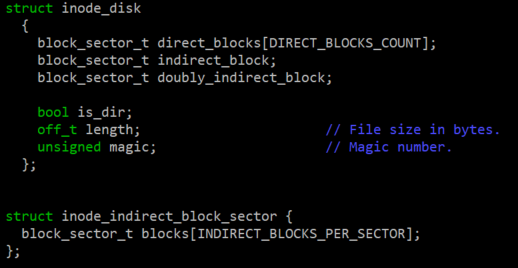 struct inode_disk
{
block_sector_t direct_blocks[DIRECT_BLOCKS_COUNT];
block_sector_t indirect_block;
block_sector_t doubly_indirect_block;
bool is_dir;
off_t length; // File size in bytes.
unsigned magic; // Magic number.
};
struct inode_indirect_block_sector {
block_sector_t blocks[INDIRECT_BLOCKS_PER_SECTOR];
};